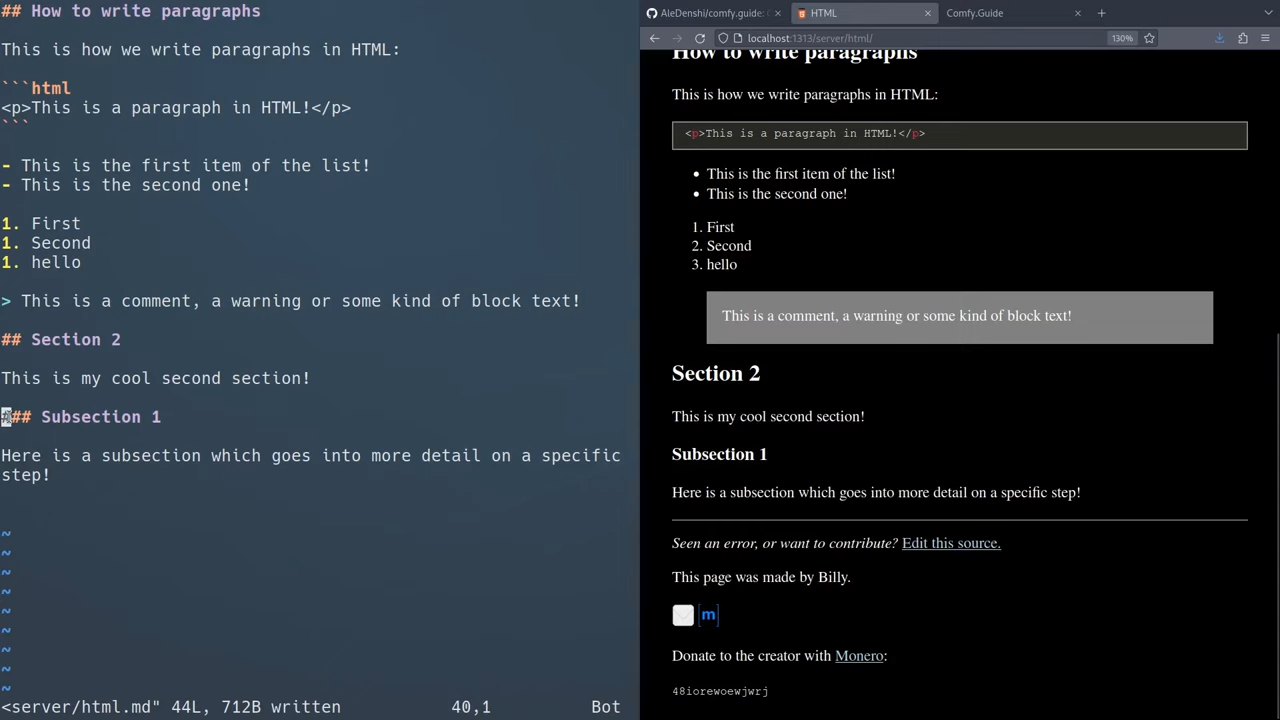 ## How to write paragraphs
This is how we write paragraphs in HTML:
```html
<p>This is a paragraph in HTML!</p>
```
- This is the first item of the list!
- This is the second one!
1. First
1. Second
1. hello
> This is a comment, a warning or some kind of block text!
## Section 2
This is my cool second section!
### Subsection 1
Here is a subsection which goes into more detail on a specific
step!
~
~
~
~
~
~
~
~
~
<server/html.md" 44L, 712B written 40,1 Bot
AleDenshi/comfy.guide: HTML Comfy.Guide
localhost:1313/server/html/ 130%
How to write paragraphs
This is how we write paragraphs in HTML:
<p>This is a paragraph in HTML!</p>
• This is the first item of the list!
• This is the second one!
1. First
2. Second
3. hello
This is a comment, a warning or some kind of block text!
Section 2
This is my cool second section!
Subsection 1
Here is a subsection which goes into more detail on a specific step!
Seen an error, or want to contribute? Edit this source.
This page was made by Billy.
[m]
Donate to the creator with Monero:
48iorewoewjwrj